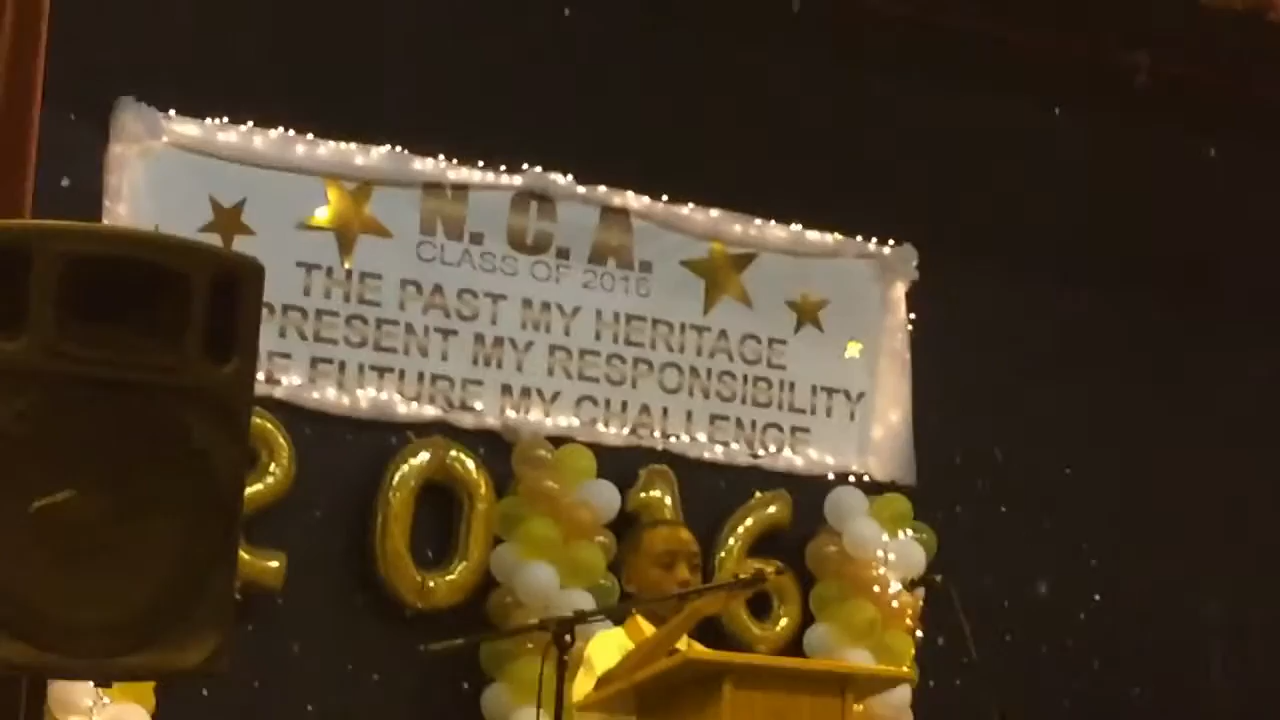 N.C.A.
CLASS OF 2016
THE PAST MY HERITAGE
PRESENT MY RESPONSIBILITY
FUTURE MY CHALLENGE
2016